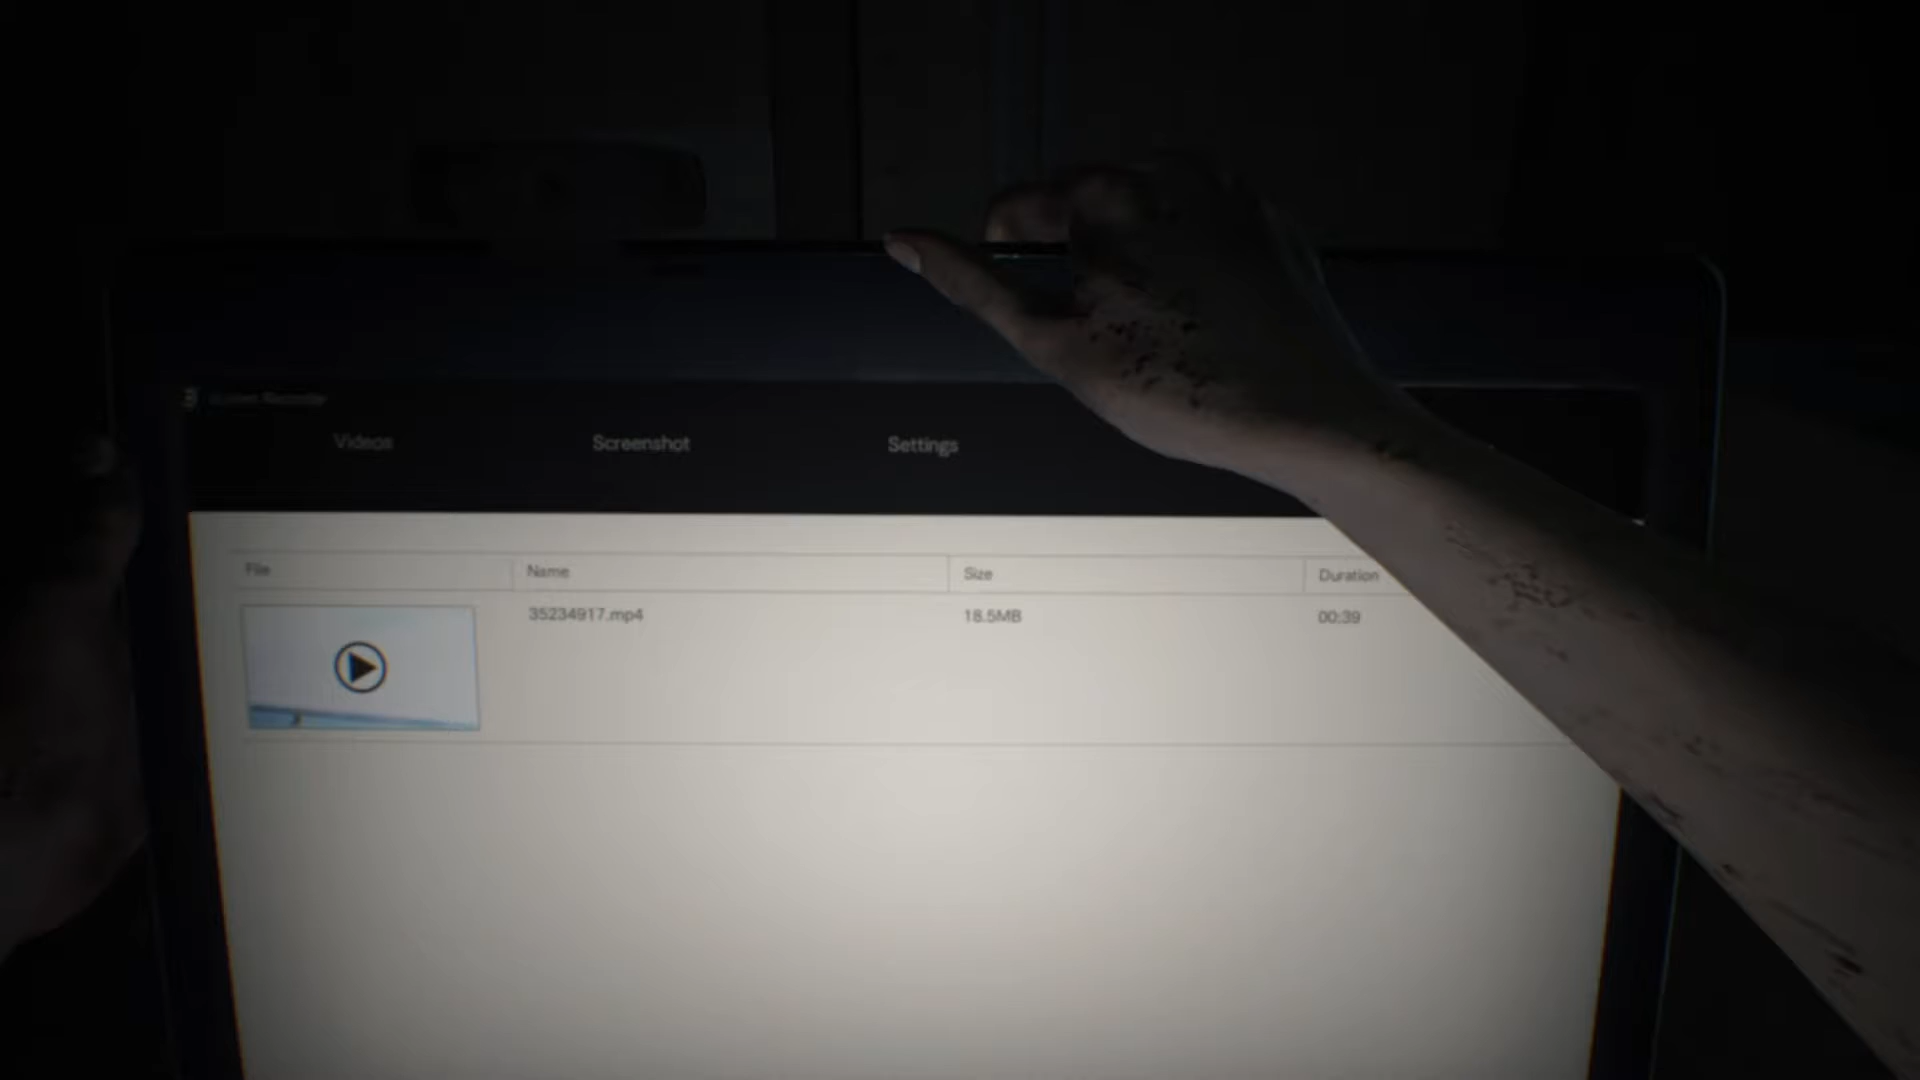 Videos Screenshot Settings
File Name Size Duration
35234917.mp4 18.5MB 00:39